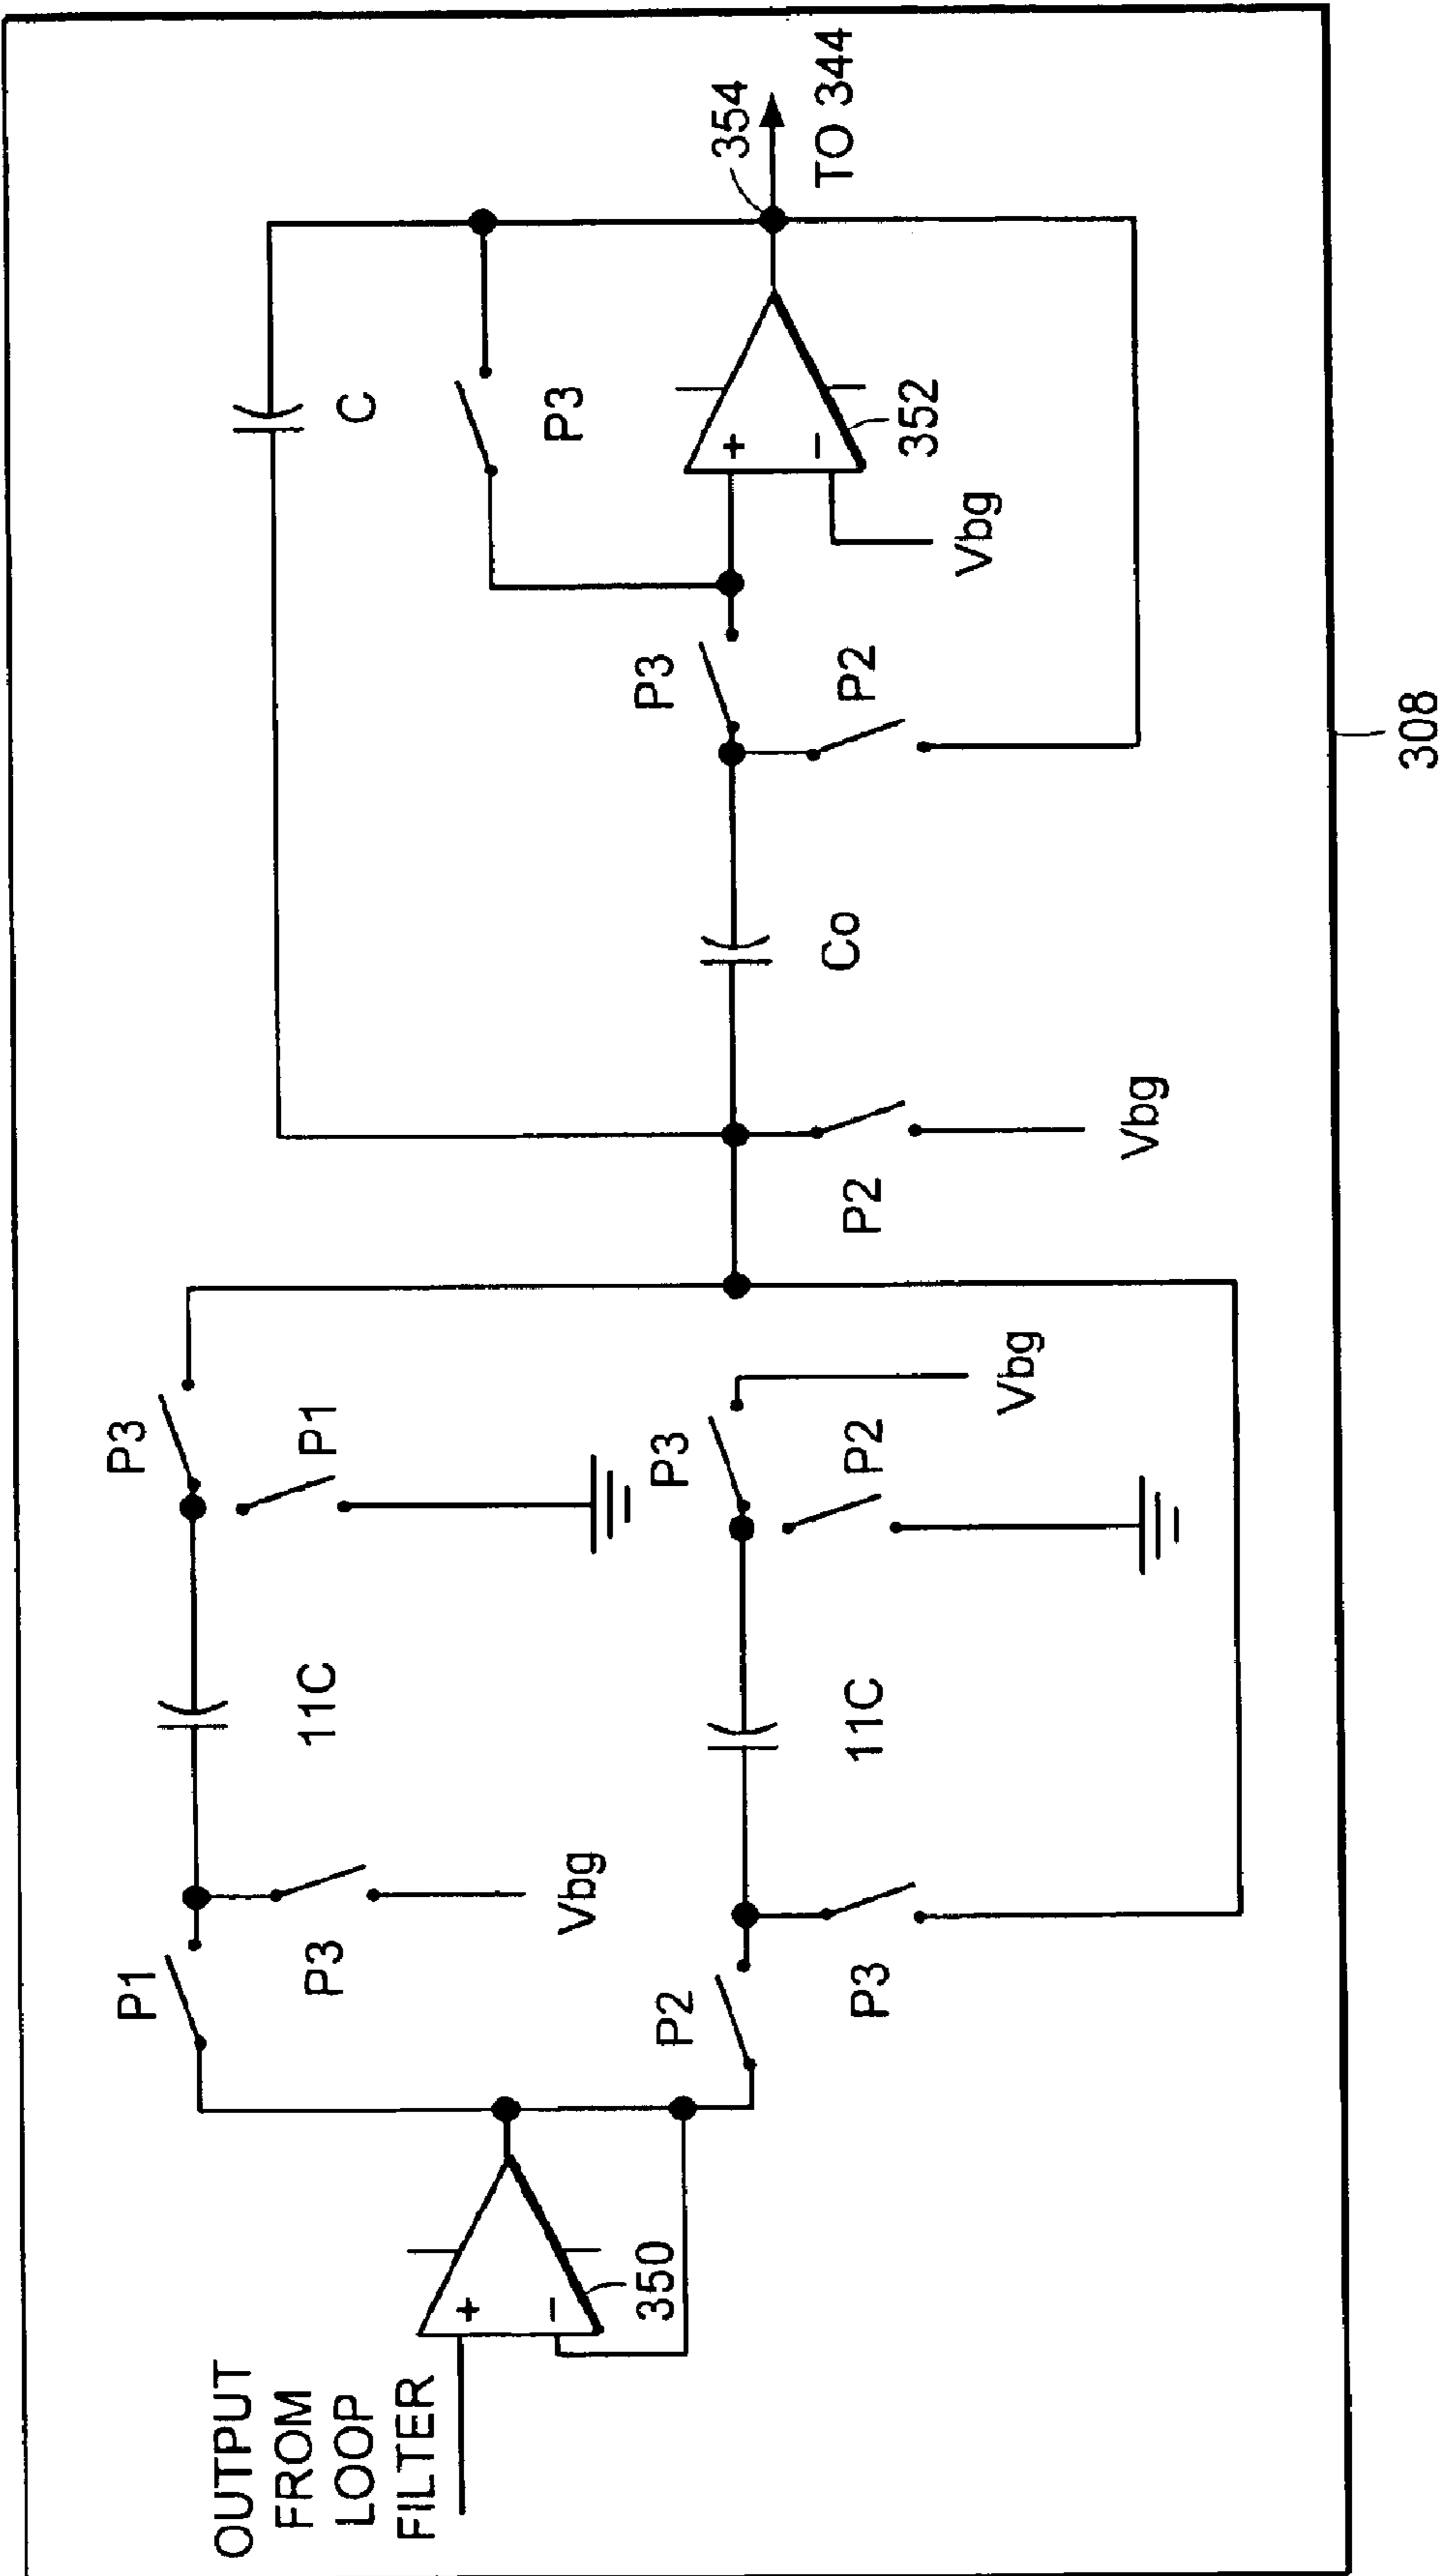 OUTPUT
FROM
LOOP
FILTER
+
−
350
P1
P3
Vbg
11C
P3
P1
P2
P3
11C
P3
P2
Vbg
P2
Vbg
Co
C
P3
P2
P3
+
−
352
Vbg
354
TO 344
308